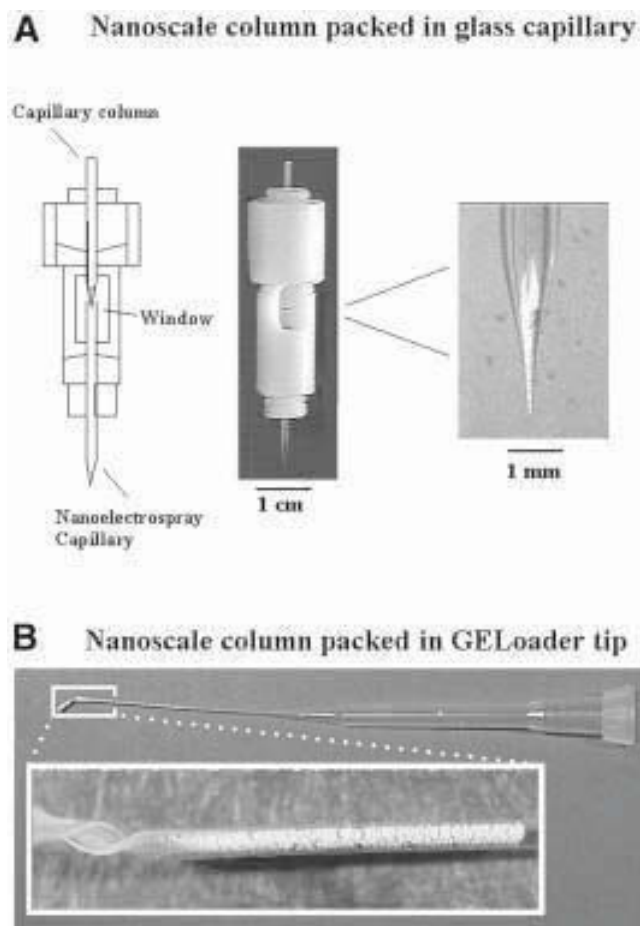 A Nanoscale column packed in glass capillary
Capillary column
Window
Nanoelectrospray
Capillary
1 cm
1 mm
B Nanoscale column packed in GELoader tip